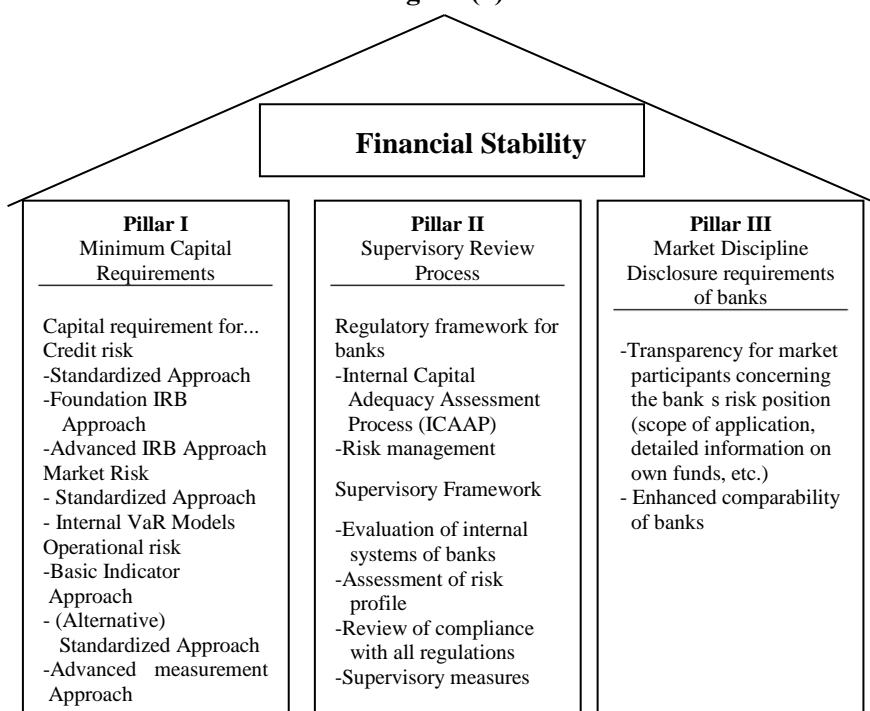 Financial Stability
Pillar I
Minimum Capital
Requirements
Capital requirement for...
Credit risk
-Standardized Approach
-Foundation IRB
Approach
-Advanced IRB Approach
Market Risk
- Standardized Approach
- Internal VaR Models
Operational risk
-Basic Indicator
Approach
- (Alternative)
Standardized Approach
-Advanced measurement
Approach
Pillar II
Supervisory Review
Process
Regulatory framework for
banks
-Internal Capital
Adequacy Assessment
Process (ICAAP)
-Risk management
Supervisory Framework
-Evaluation of internal
systems of banks
-Assessment of risk
profile
-Review of compliance
with all regulations
-Supervisory measures
Pillar III
Market Discipline
Disclosure requirements
of banks
-Transparency for market
participants concerning
the bank s risk position
(scope of application,
detailed information on
own funds, etc.)
- Enhanced comparability
of banks